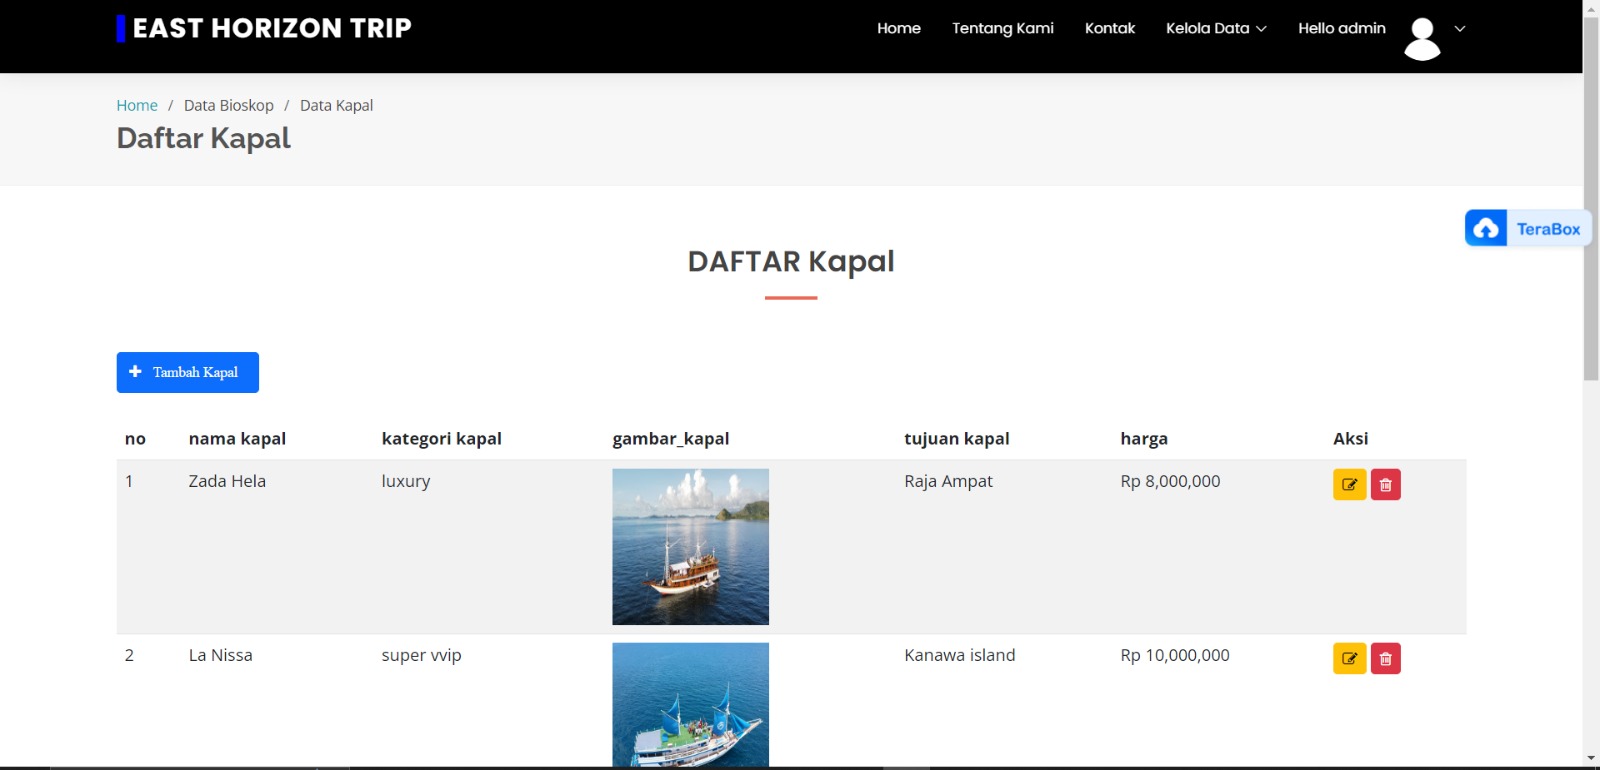 EAST HORIZON TRIP
Home Tentang Kami Kontak Kelola Data Hello admin
Home / Data Bioskop / Data Kapal
Daftar Kapal
TeraBox
DAFTAR Kapal
+ Tambah Kapal
no nama kapal kategori kapal gambar_kapal tujuan kapal harga Aksi
1 Zada Hela luxury Raja Ampat Rp 8,000,000
2 La Nissa super vvip Kanawa island Rp 10,000,000